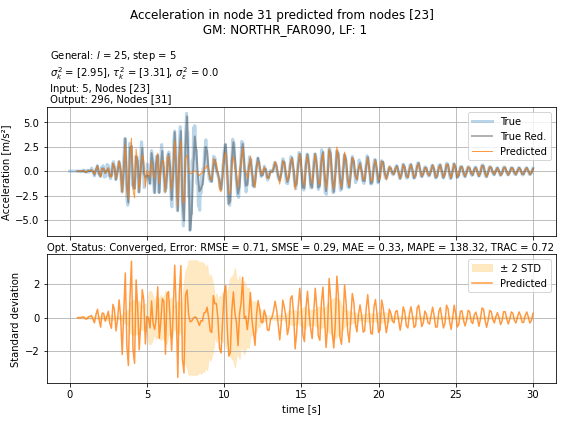 Acceleration in node 31 predicted from nodes [23]
GM: NORTHR_FAR090, LF: 1
General: l = 25, step = 5
σ²ₖ = [2.95], τ²ₖ = [3.31], σ²ε = 0.0
Input: 5, Nodes [23]
Output: 296, Nodes [31]
Acceleration [m/s²]
5.0
2.5
0.0
−2.5
−5.0
True
True Red.
Predicted
Opt. Status: Converged, Error: RMSE = 0.71, SMSE = 0.29, MAE = 0.33, MAPE = 138.32, TRAC = 0.72
Standard deviation
2
0
−2
± 2 STD
Predicted
0 5 10 15 20 25 30
time [s]